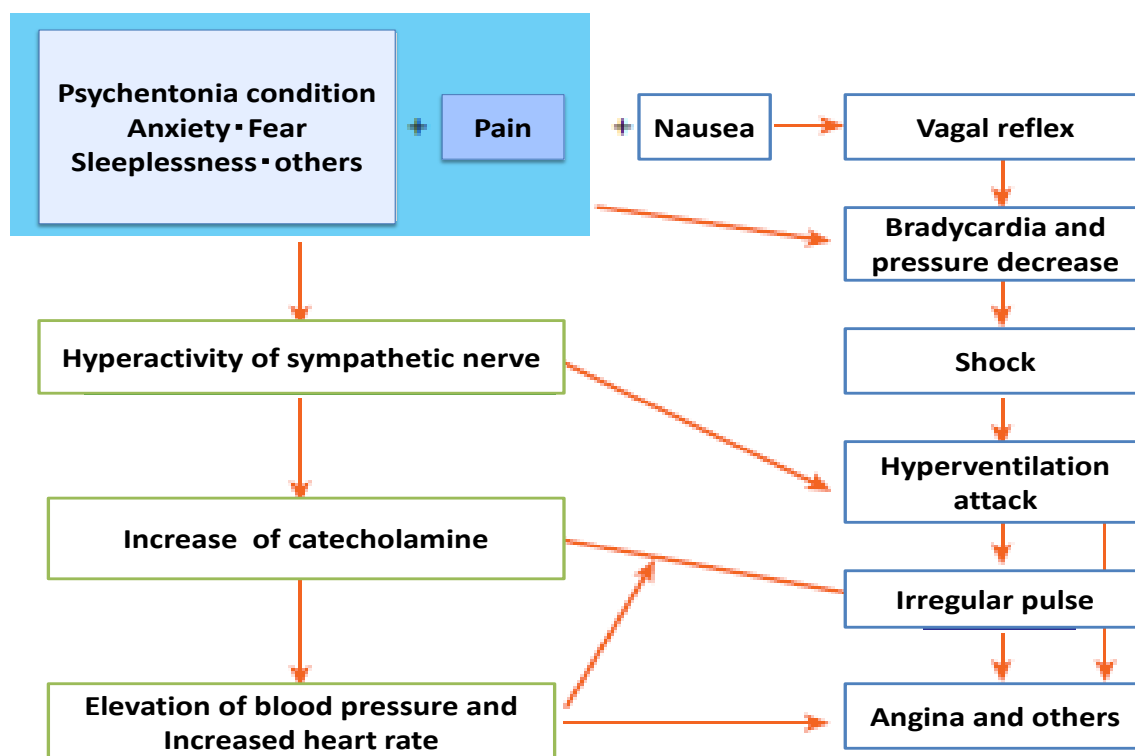 Psychentonia condition
Anxiety▪Fear
Sleeplessness▪others
+
Pain
+
Nausea
Vagal reflex
Bradycardia and
pressure decrease
Hyperactivity of sympathetic nerve
Shock
Hyperventilation
attack
Increase of catecholamine
Irregular pulse
Elevation of blood pressure and
Increased heart rate
Angina and others